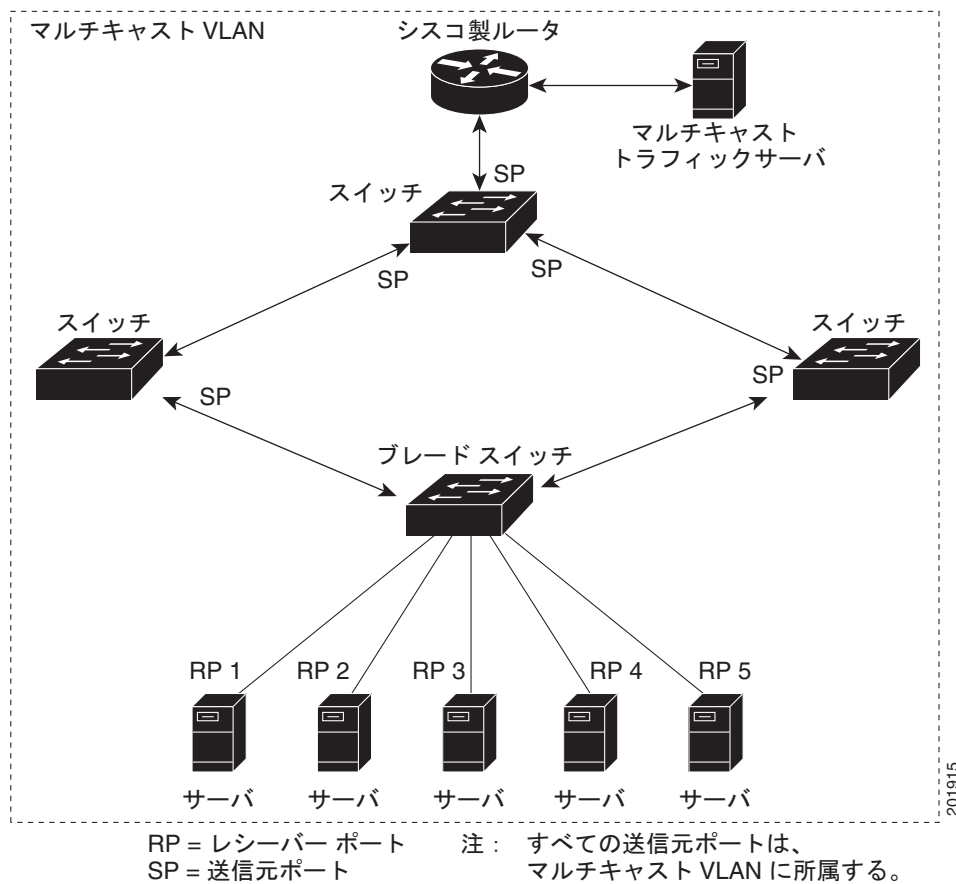 マルチキャスト VLAN
シスコ製ルータ
マルチキャスト
トラフィックサーバ
SP
スイッチ
SP
SP
スイッチ
スイッチ
SP
SP
ブレード スイッチ
RP 1
RP 2
RP 3
RP 4
RP 5
サーバ
サーバ
サーバ
サーバ
サーバ
201915
RP = レシーバー ポート
SP = 送信元ポート
注： すべての送信元ポートは、
マルチキャスト VLAN に所属する。